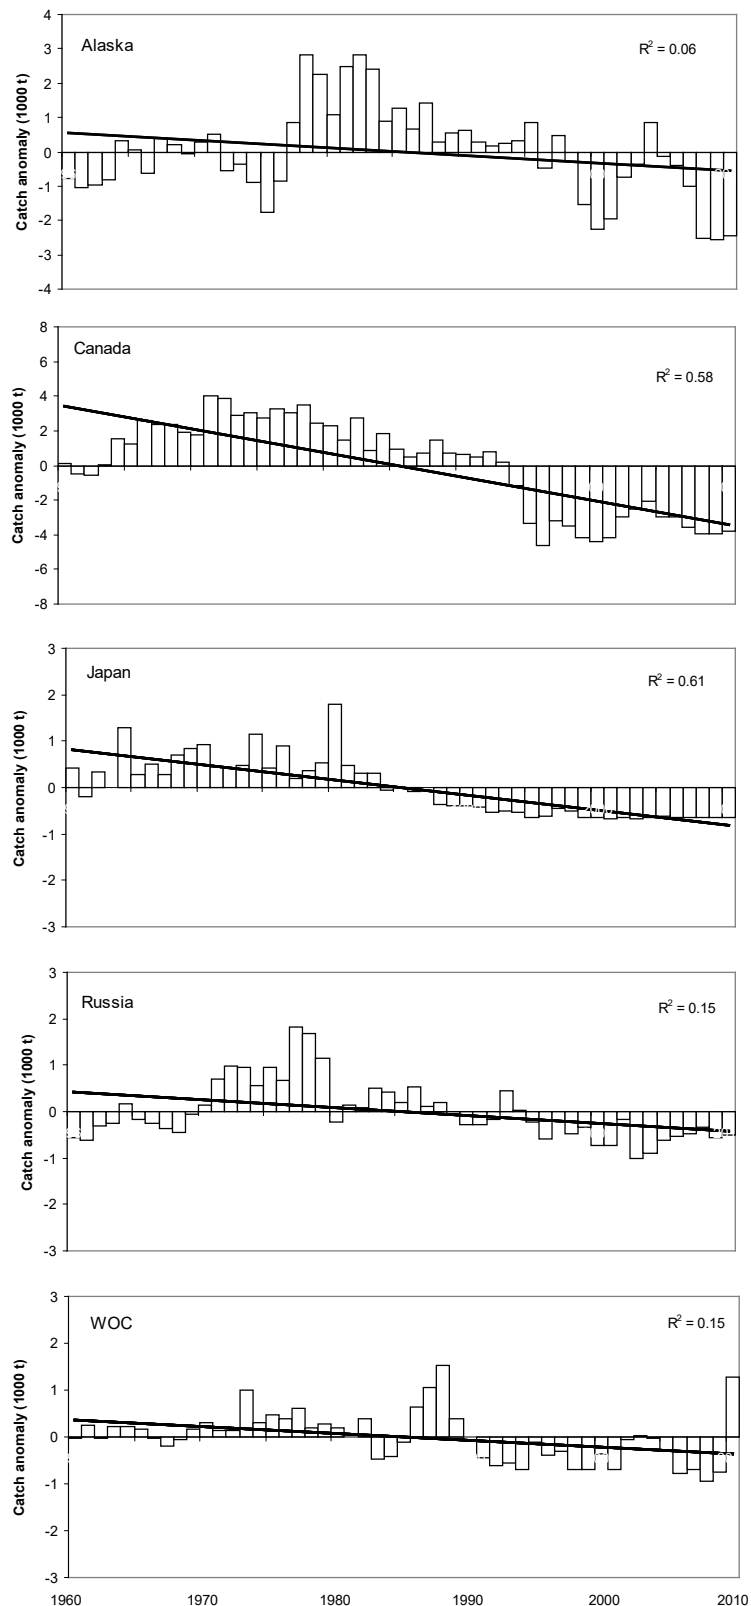 4
Alaska
R² = 0.06
3
2
1
0
-1
-2
-3
-4
Catch anomaly (1000 t)
8
Canada
R² = 0.58
6
4
2
0
-2
-4
-6
-8
Catch anomaly (1000 t)
3
Japan
R² = 0.61
2
1
0
-1
-2
-3
Catch anomaly (1000 t)
3
Russia
R² = 0.15
2
1
0
-1
-2
-3
Catch anomaly (1000 t)
3
WOC
R² = 0.15
2
1
0
-1
-2
-3
Catch anomaly (1000 t)
1960 1970 1980 1990 2000 2010